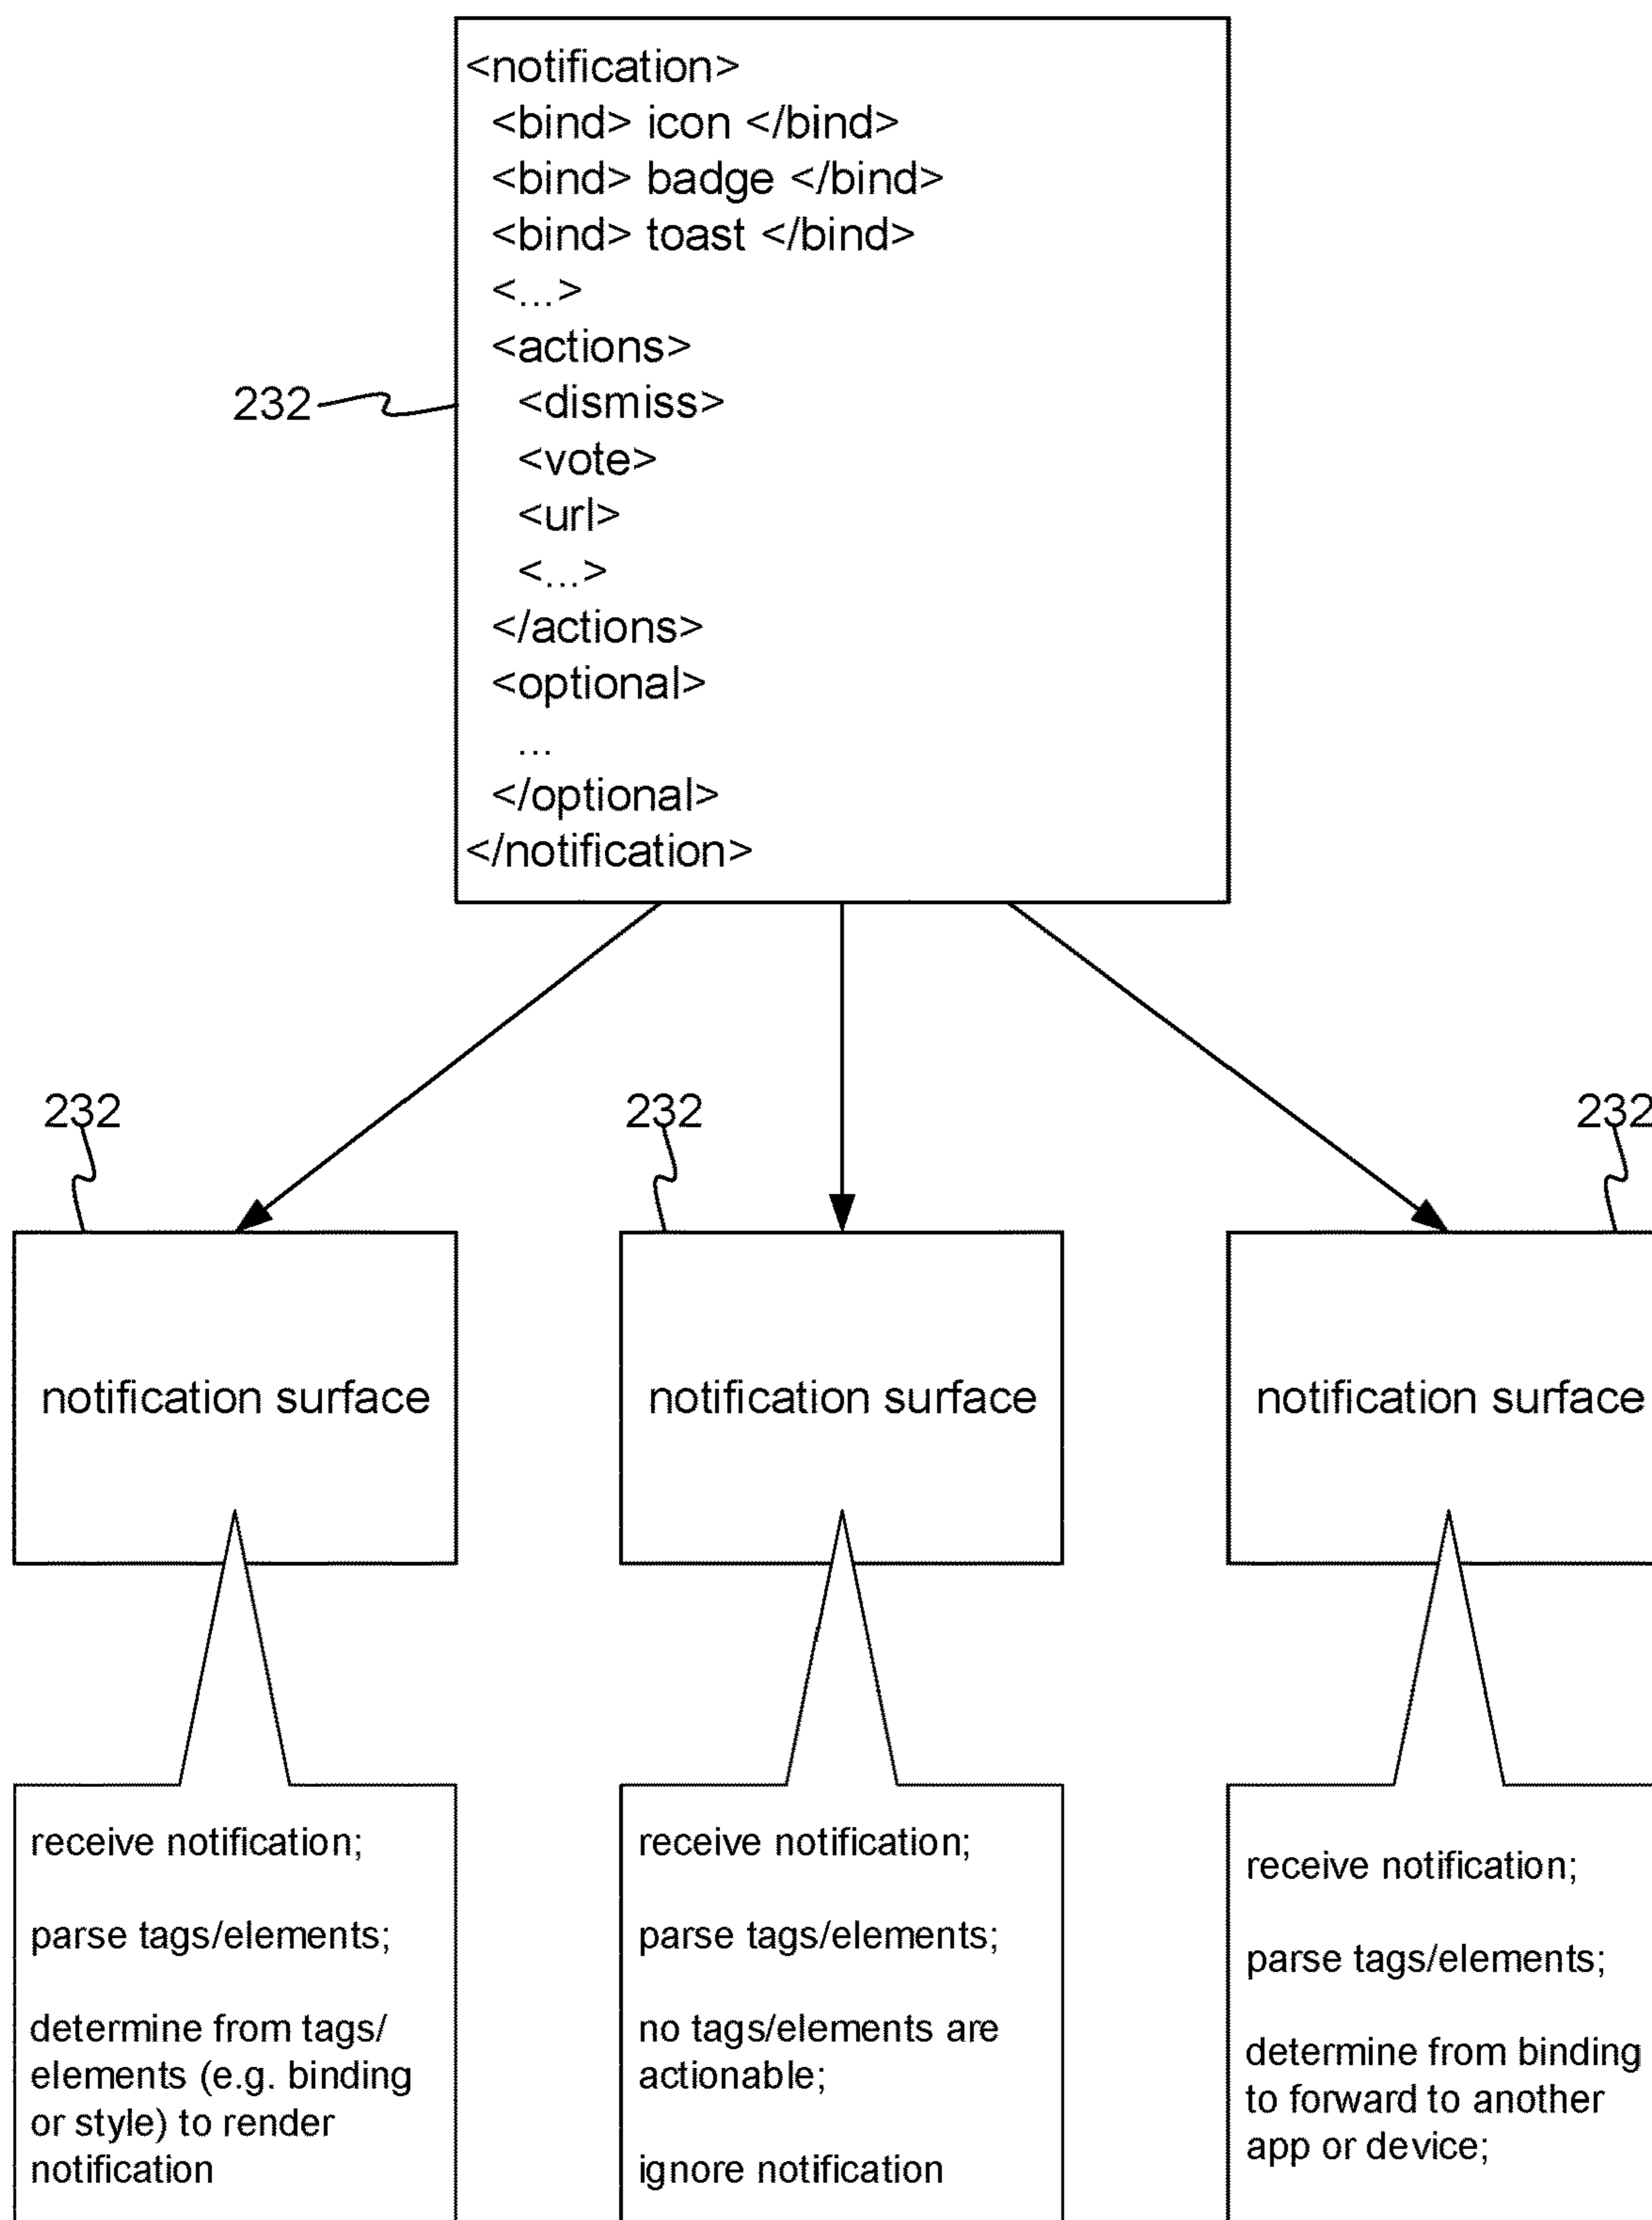 <notification>
<bind> icon </bind>
<bind> badge </bind>
<bind> toast </bind>
<...>
<actions>
<dismiss>
<vote>
<url>
<...>
</actions>
<optional>
...
</optional>
</notification>
232
232
232
232
notification surface
notification surface
notification surface
receive notification;
parse tags/elements;
determine from tags/
elements (e.g. binding
or style) to render
notification
receive notification;
parse tags/elements;
no tags/elements are
actionable;
ignore notification
receive notification;
parse tags/elements;
determine from binding
to forward to another
app or device;